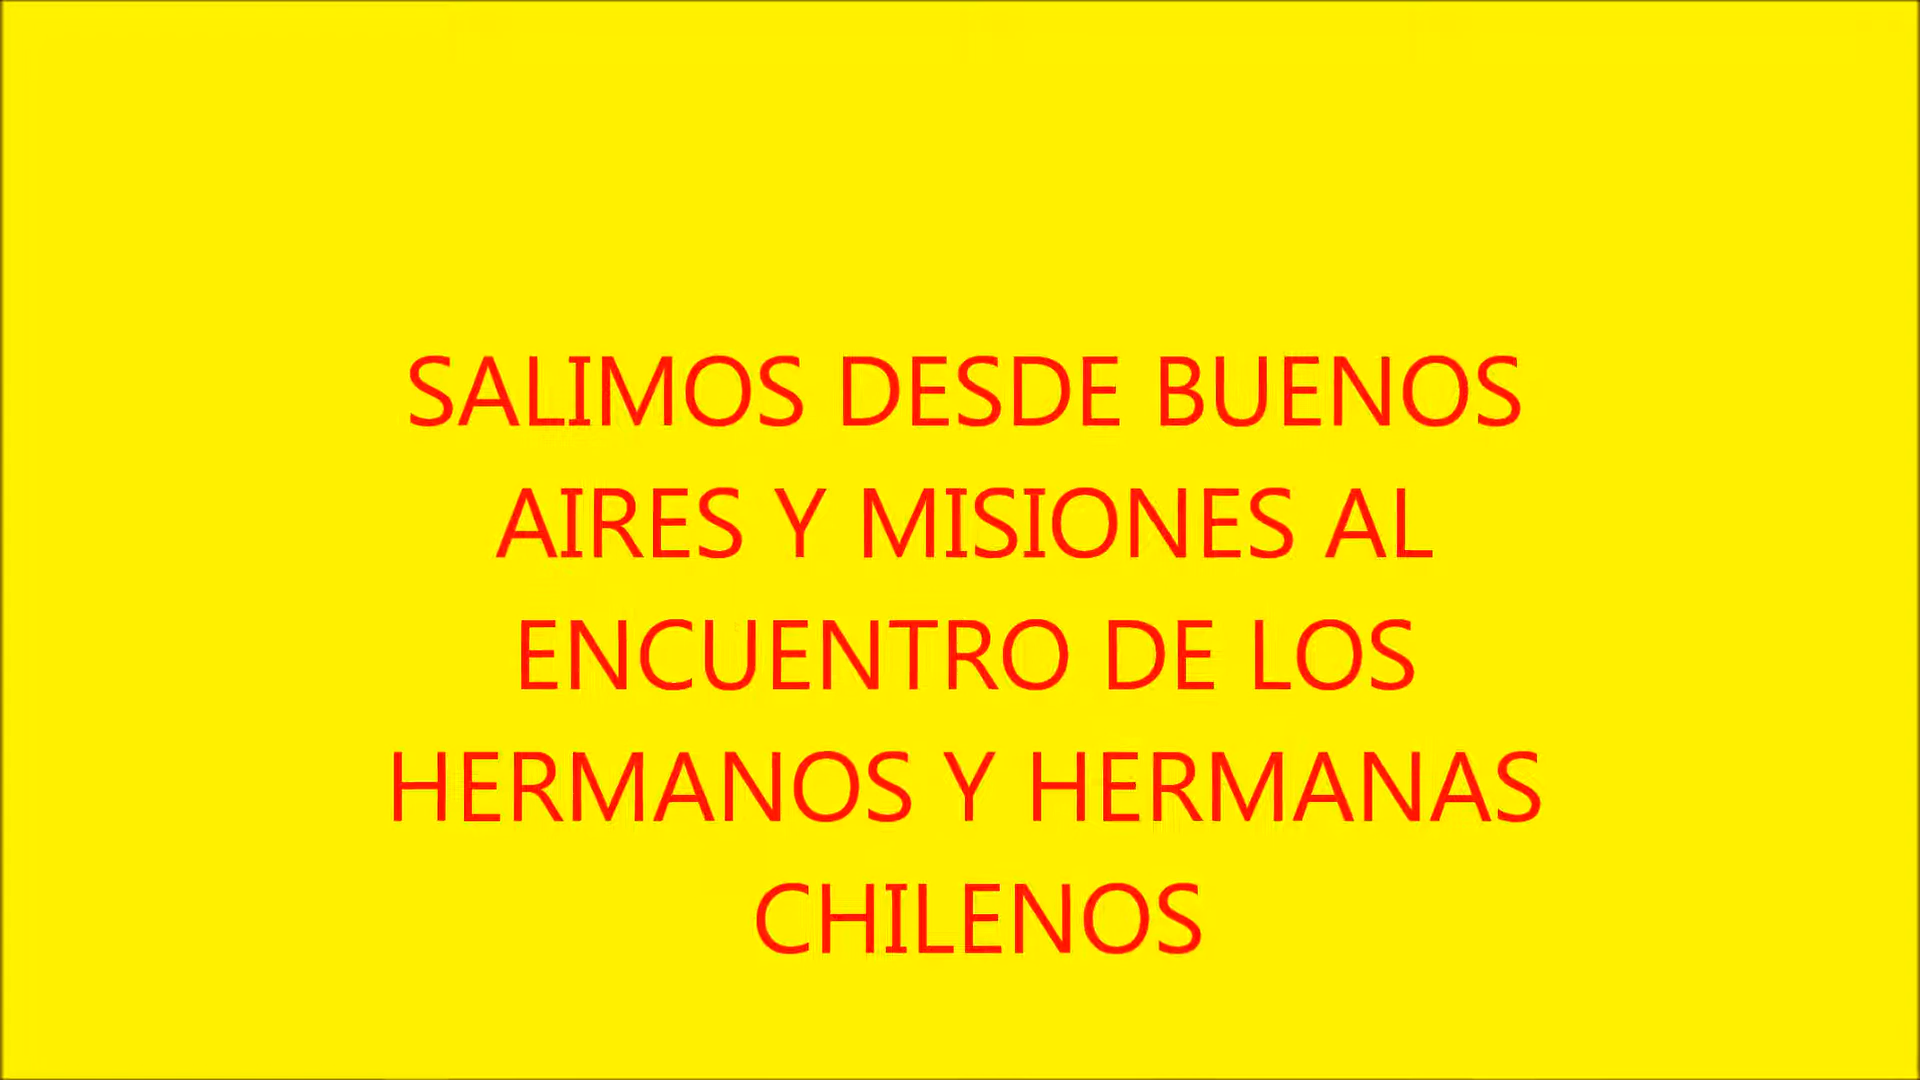 SALIMOS DESDE BUENOS
AIRES Y MISIONES AL
ENCUENTRO DE LOS
HERMANOS Y HERMANAS
CHILENOS